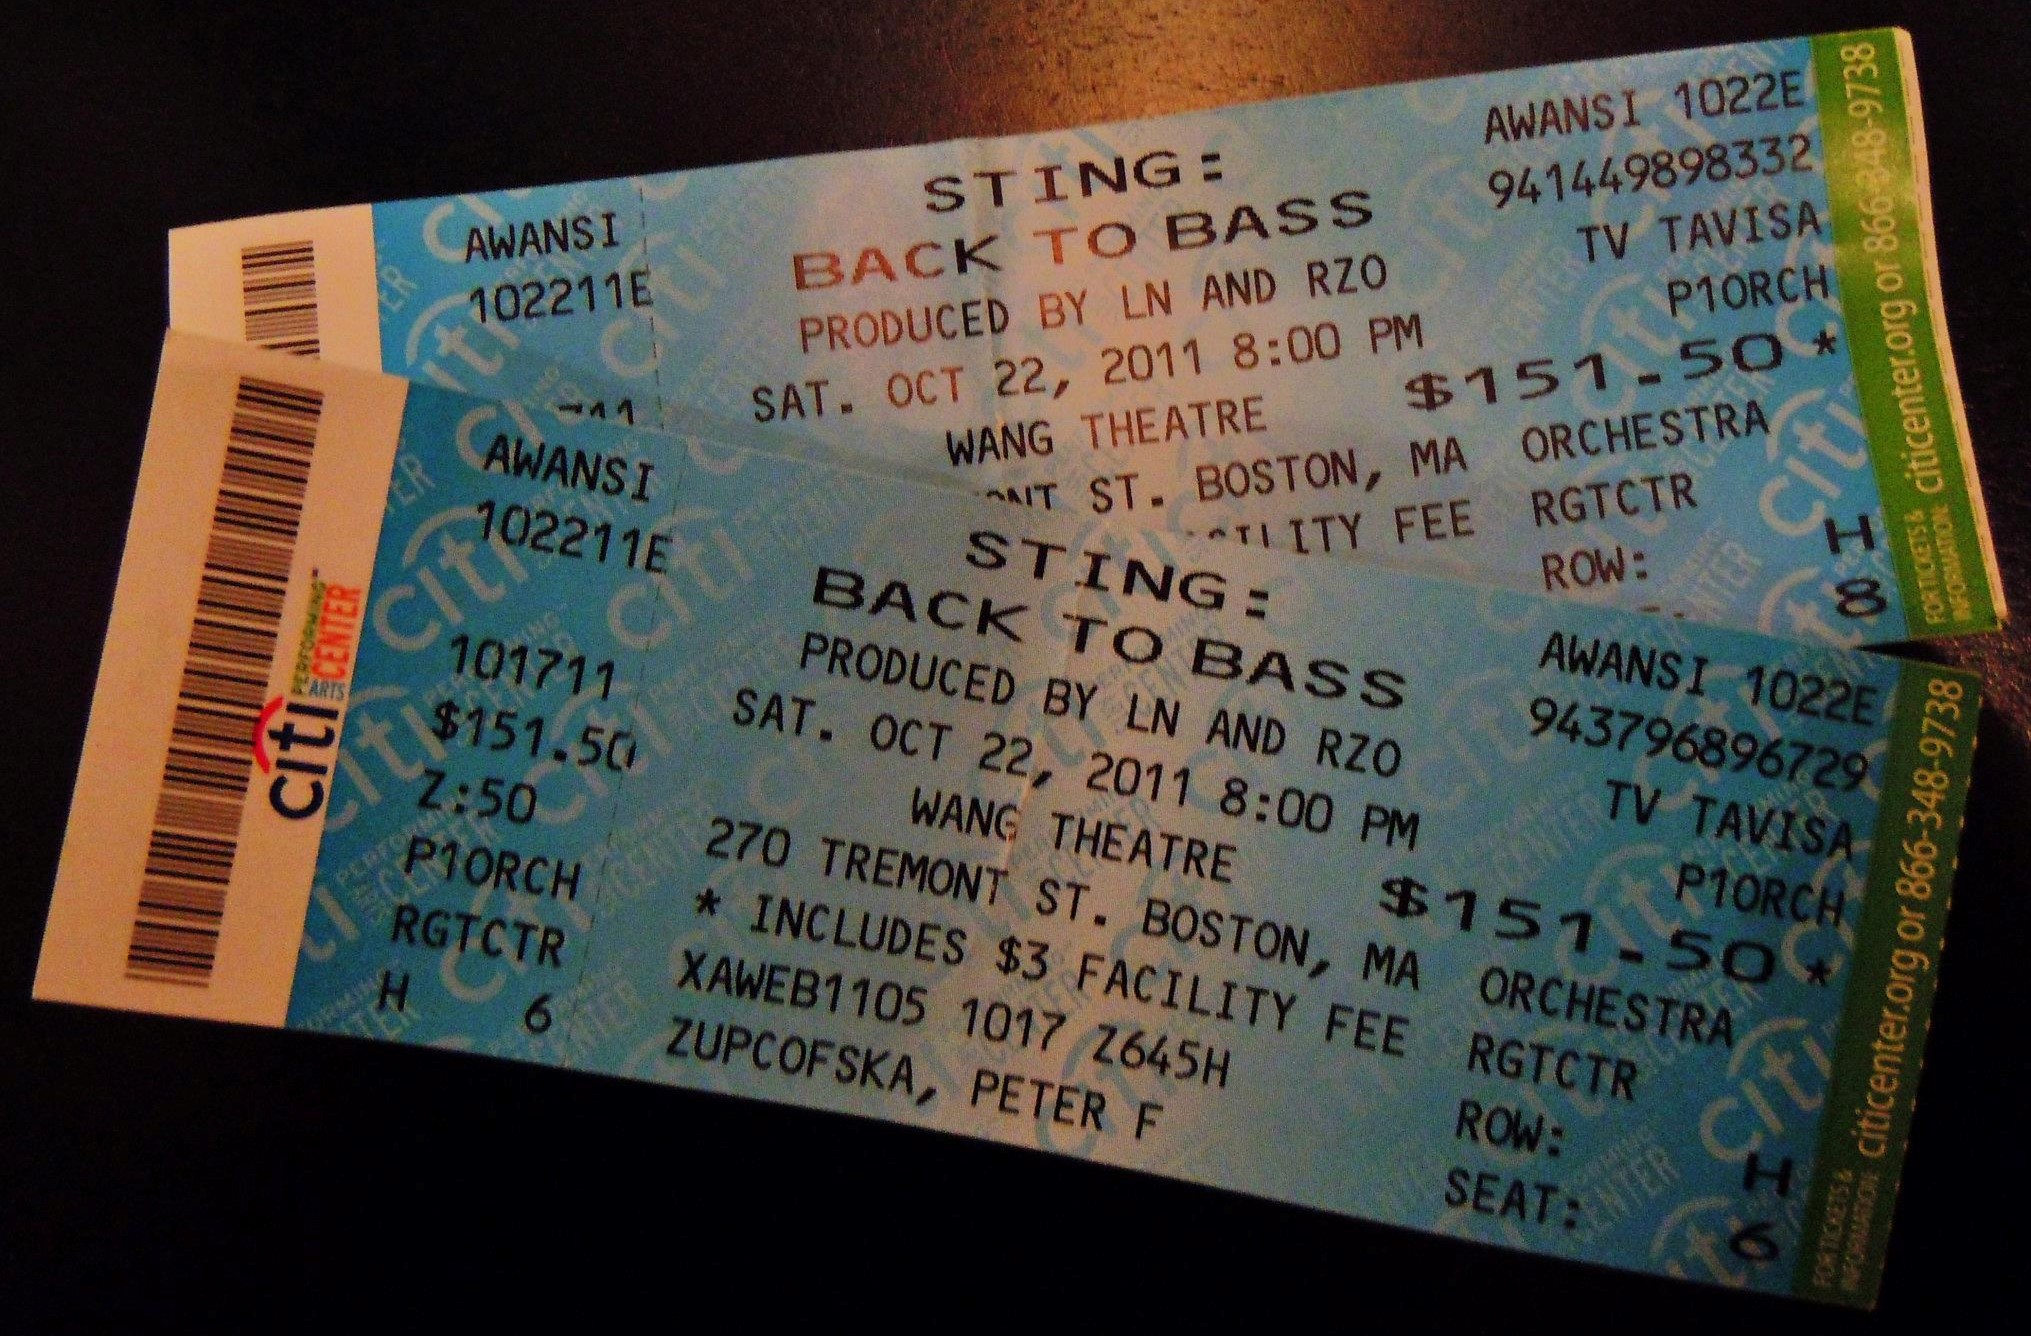 AWANSI
102211E
STING:
BACK TO BASS
PRODUCED BY LN AND RZO
SAT. OCT 22, 2011 8:00 PM
WANG THEATRE
ST. BOSTON, MA
FEE
AWANSI 1022E
941449898332
TV TAVISA
P1ORCH
$151.50*
ORCHESTRA
RGTCTR
ROW: H
8
FOR TICKETS & INFORMATION citicenter.org or 866-348-9738
citi PERFORMING ARTS CENTER
AWANSI
102211E
101711
$151.50
Z:50
P1ORCH
RGTCTR
H 6
STING:
BACK TO BASS
PRODUCED BY LN AND RZO
SAT. OCT 22, 2011 8:00 PM
WANG THEATRE
270 TREMONT ST. BOSTON, MA
* INCLUDES $3 FACILITY FEE
XAWEB1105 1017 Z645H
ZUPCOFSKA, PETER F
AWANSI 1022E
943796896729
TV TAVISA
P1ORCH
$151.50*
ORCHESTRA
RGTCTR
ROW: H
SEAT: 6
FOR TICKETS & INFORMATION citicenter.org or 866-348-9738